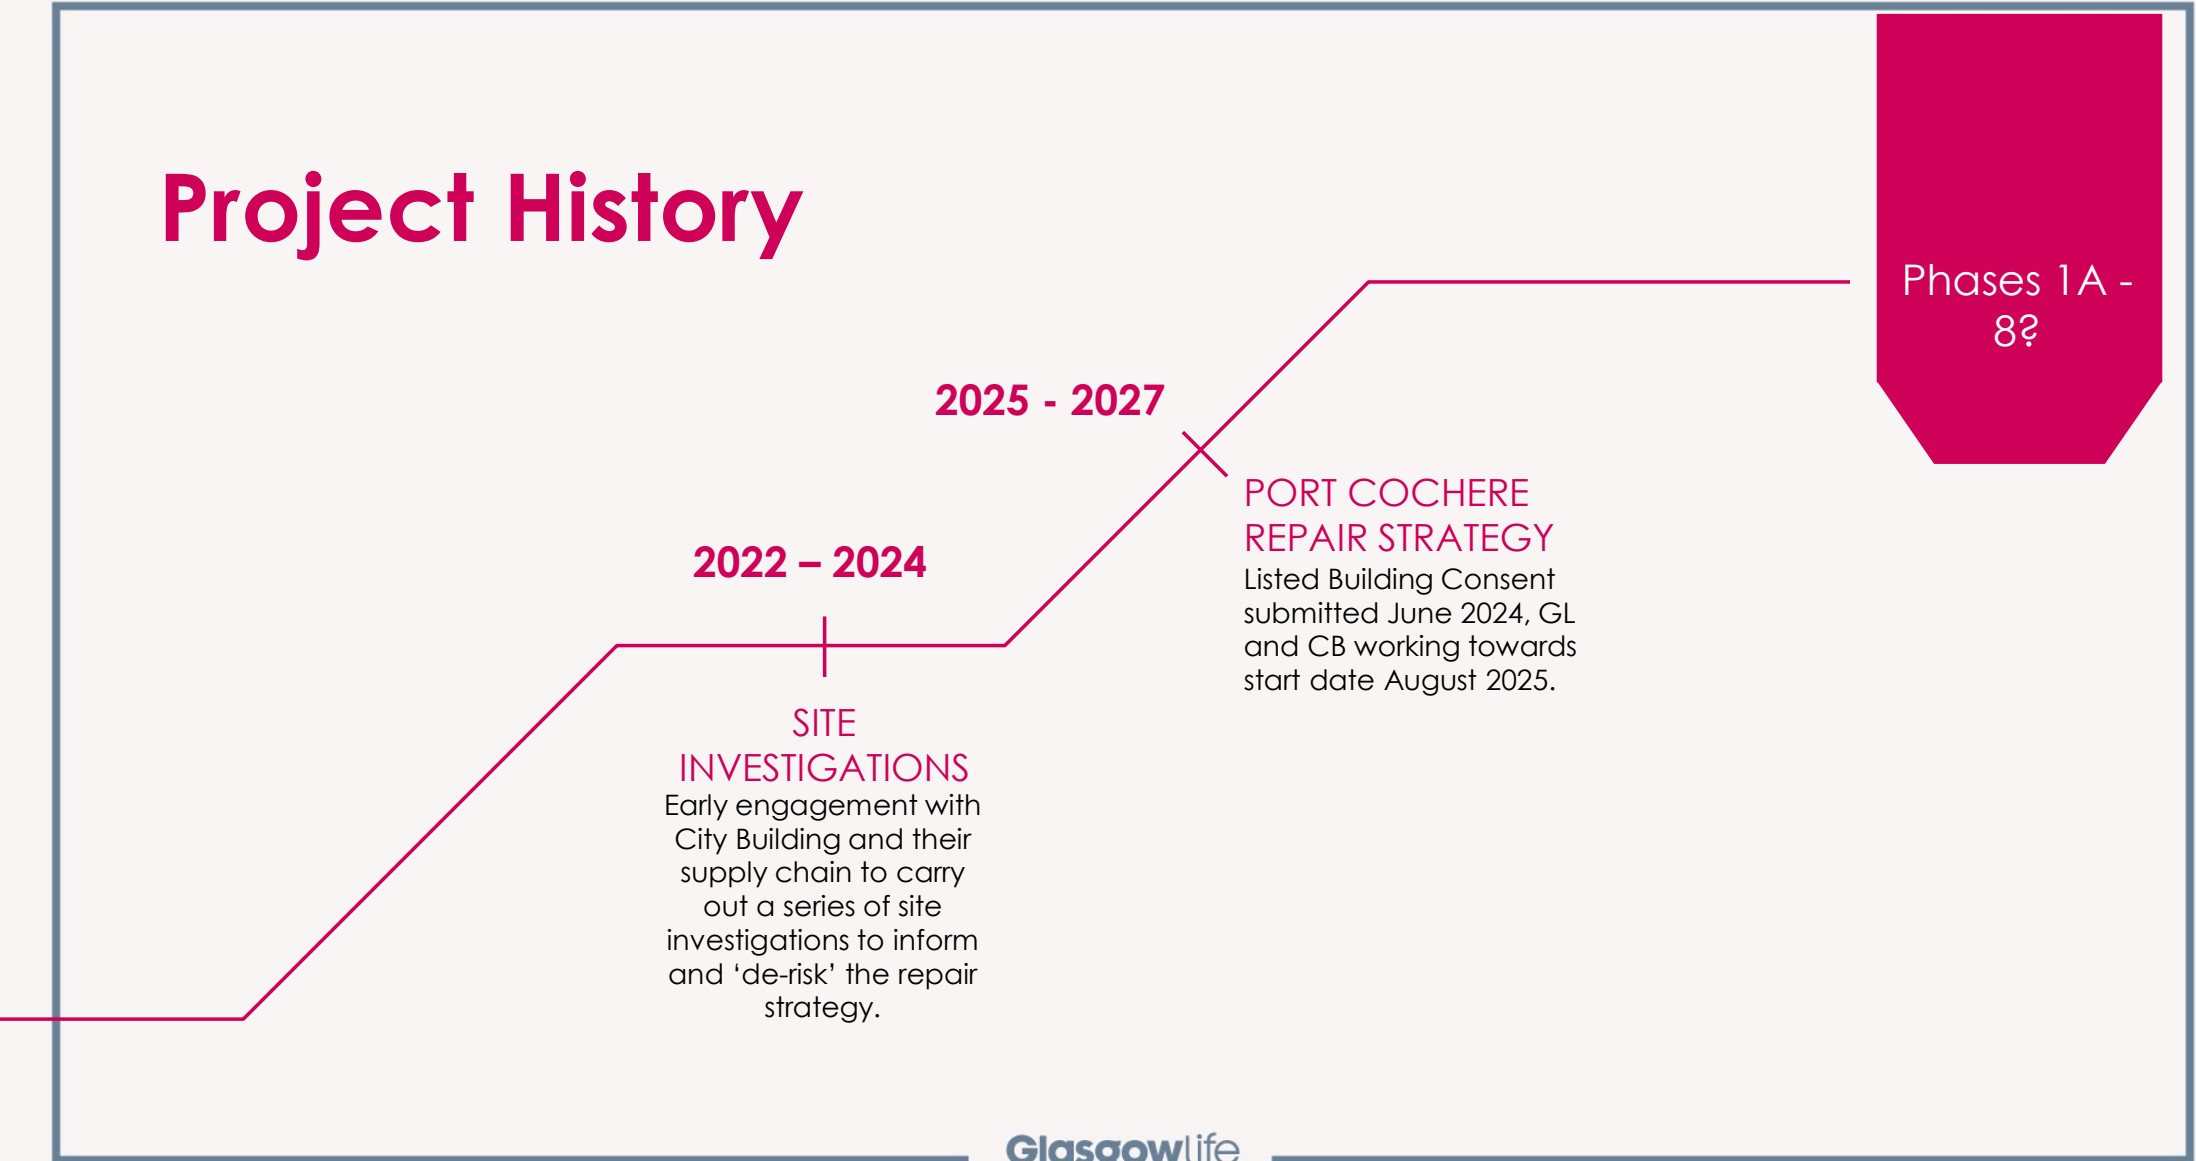 Project History
Phases 1A -
8?
2025 - 2027
PORT COCHERE
REPAIR STRATEGY
Listed Building Consent
submitted June 2024, GL
and CB working towards
start date August 2025.
2022 – 2024
SITE
INVESTIGATIONS
Early engagement with
City Building and their
supply chain to carry
out a series of site
investigations to inform
and ‘de-risk’ the repair
strategy.
Glasgowlife